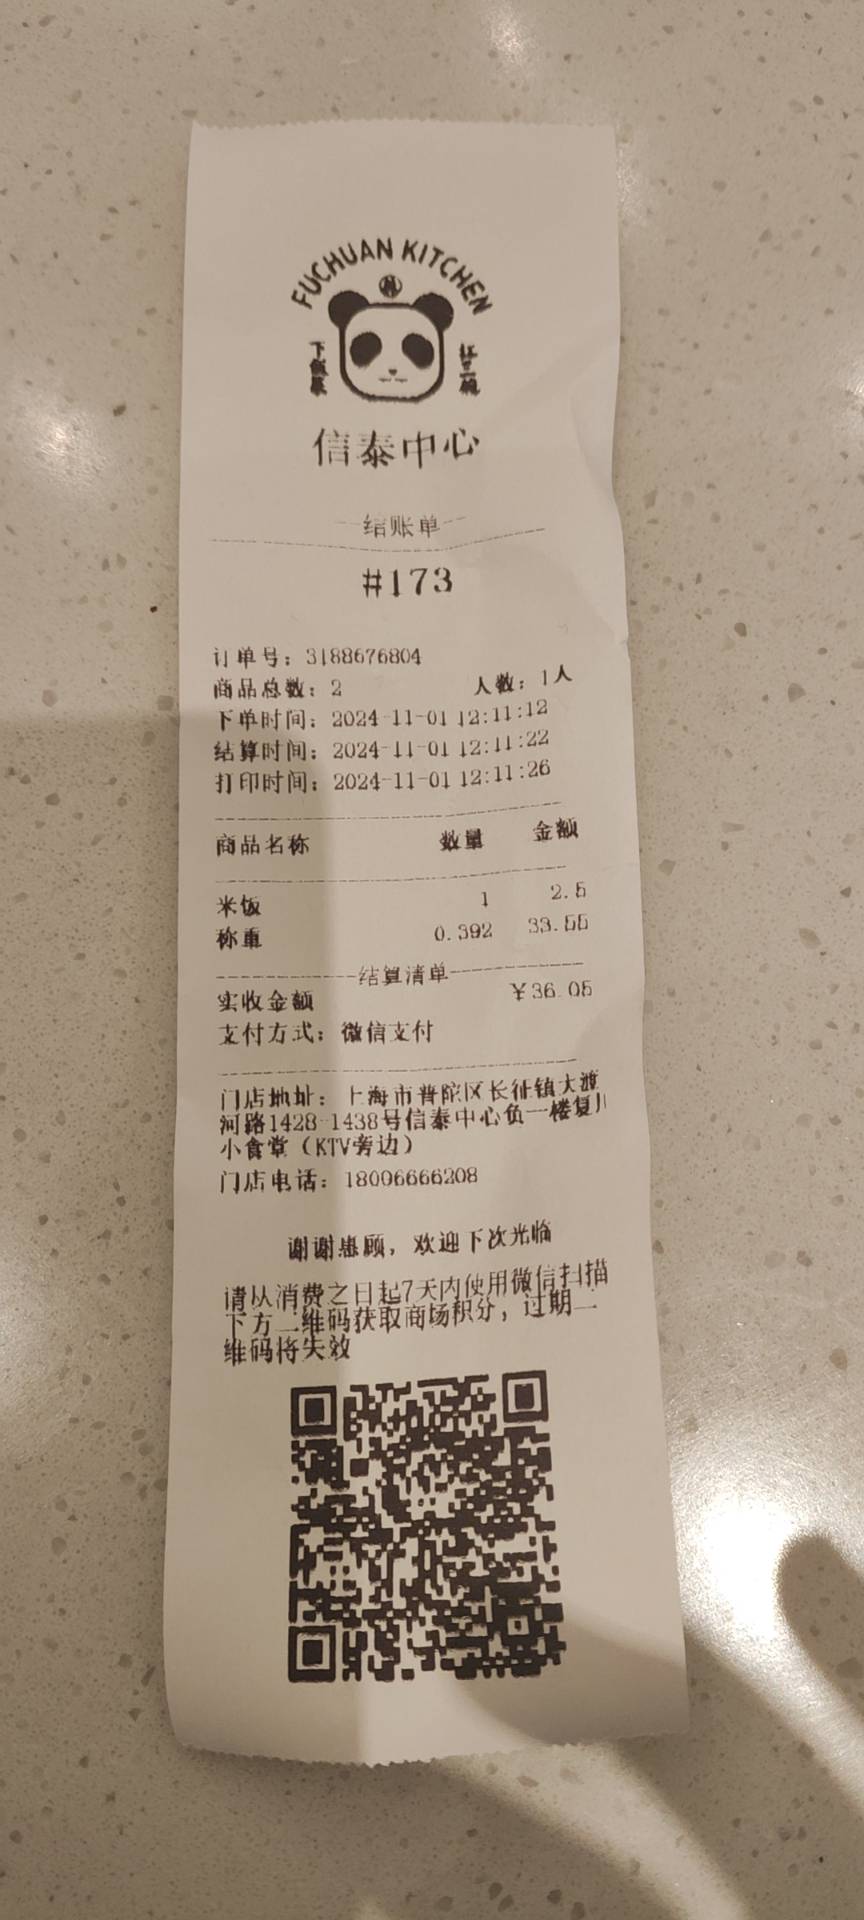 FUCHUAN KITCHEN
下饭菜
扛三碗
信泰中心
结账单
#173
订单号：3188676804
商品总数：2 人数：1人
下单时间：2024-11-01 12:11:12
结算时间：2024-11-01 12:11:22
打印时间：2024-11-01 12:11:26
商品名称 数量 金额
米饭 1 2.5
称重 0.392 33.55
结算清单
实收金额 ￥36.05
支付方式：微信支付
门店地址：上海市普陀区长征镇大渡
河路1428-1438号信泰中心负一楼复川
小食堂（KTV旁边）
门店电话：18006666208
谢谢惠顾，欢迎下次光临
请从消费之日起7天内使用微信扫描
下方二维码获取商场积分，过期二
维码将失效